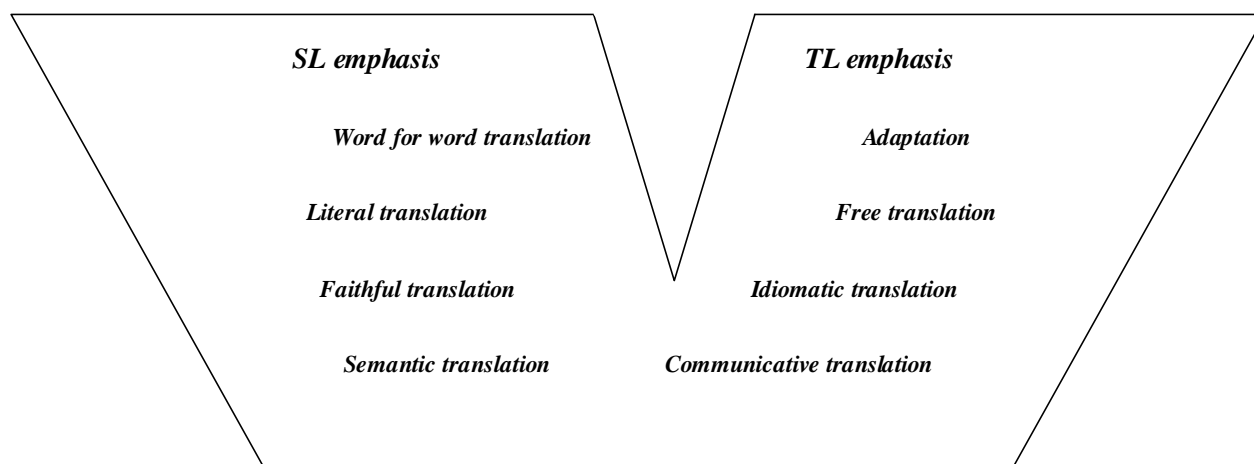 SL emphasis TL emphasis
Word for word translation Adaptation
Literal translation Free translation
Faithful translation Idiomatic translation
Semantic translation Communicative translation